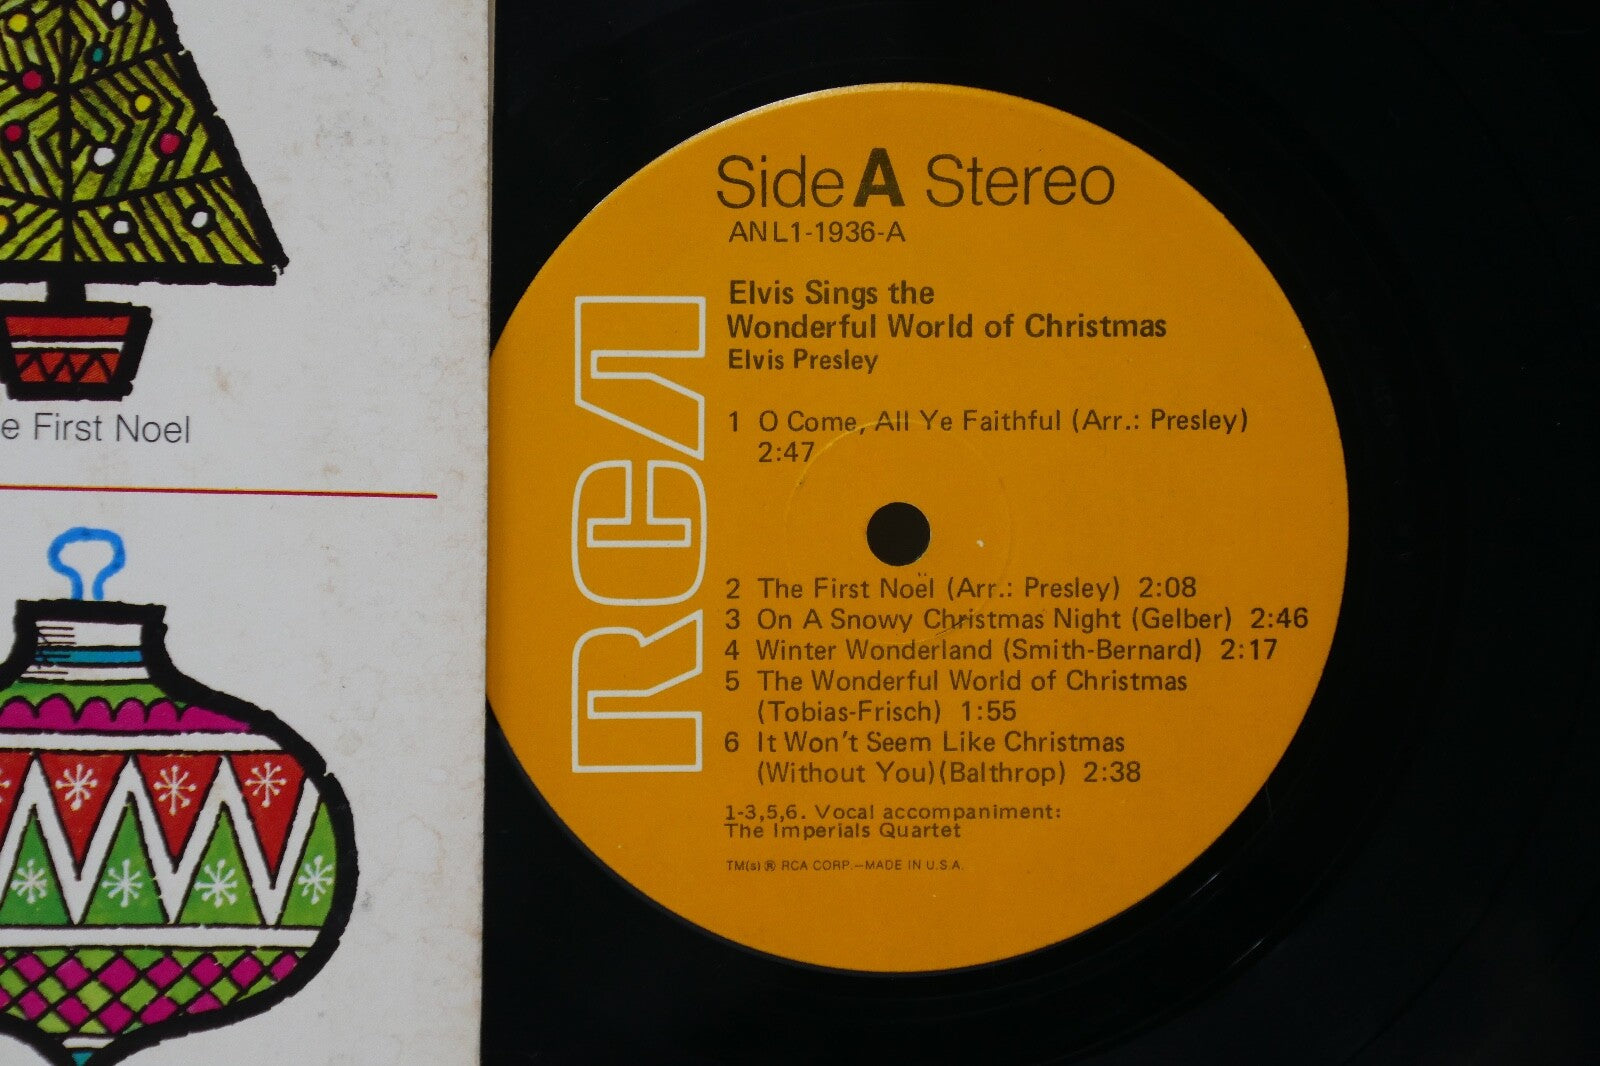 e First Noel
RCA
Side A Stereo
ANL1-1936-A
Elvis Sings the
Wonderful World of Christmas
Elvis Presley
1 O Come, All Ye Faithful (Arr.: Presley)
2:47
2 The First Noël (Arr.: Presley) 2:08
3 On A Snowy Christmas Night (Gelber) 2:46
4 Winter Wonderland (Smith-Bernard) 2:17
5 The Wonderful World of Christmas
(Tobias-Frisch) 1:55
6 It Won't Seem Like Christmas
(Without You)(Balthrop) 2:38
1-3,5,6. Vocal accompaniment:
The Imperials Quartet
TM(s) ® RCA CORP.—MADE IN U.S.A.